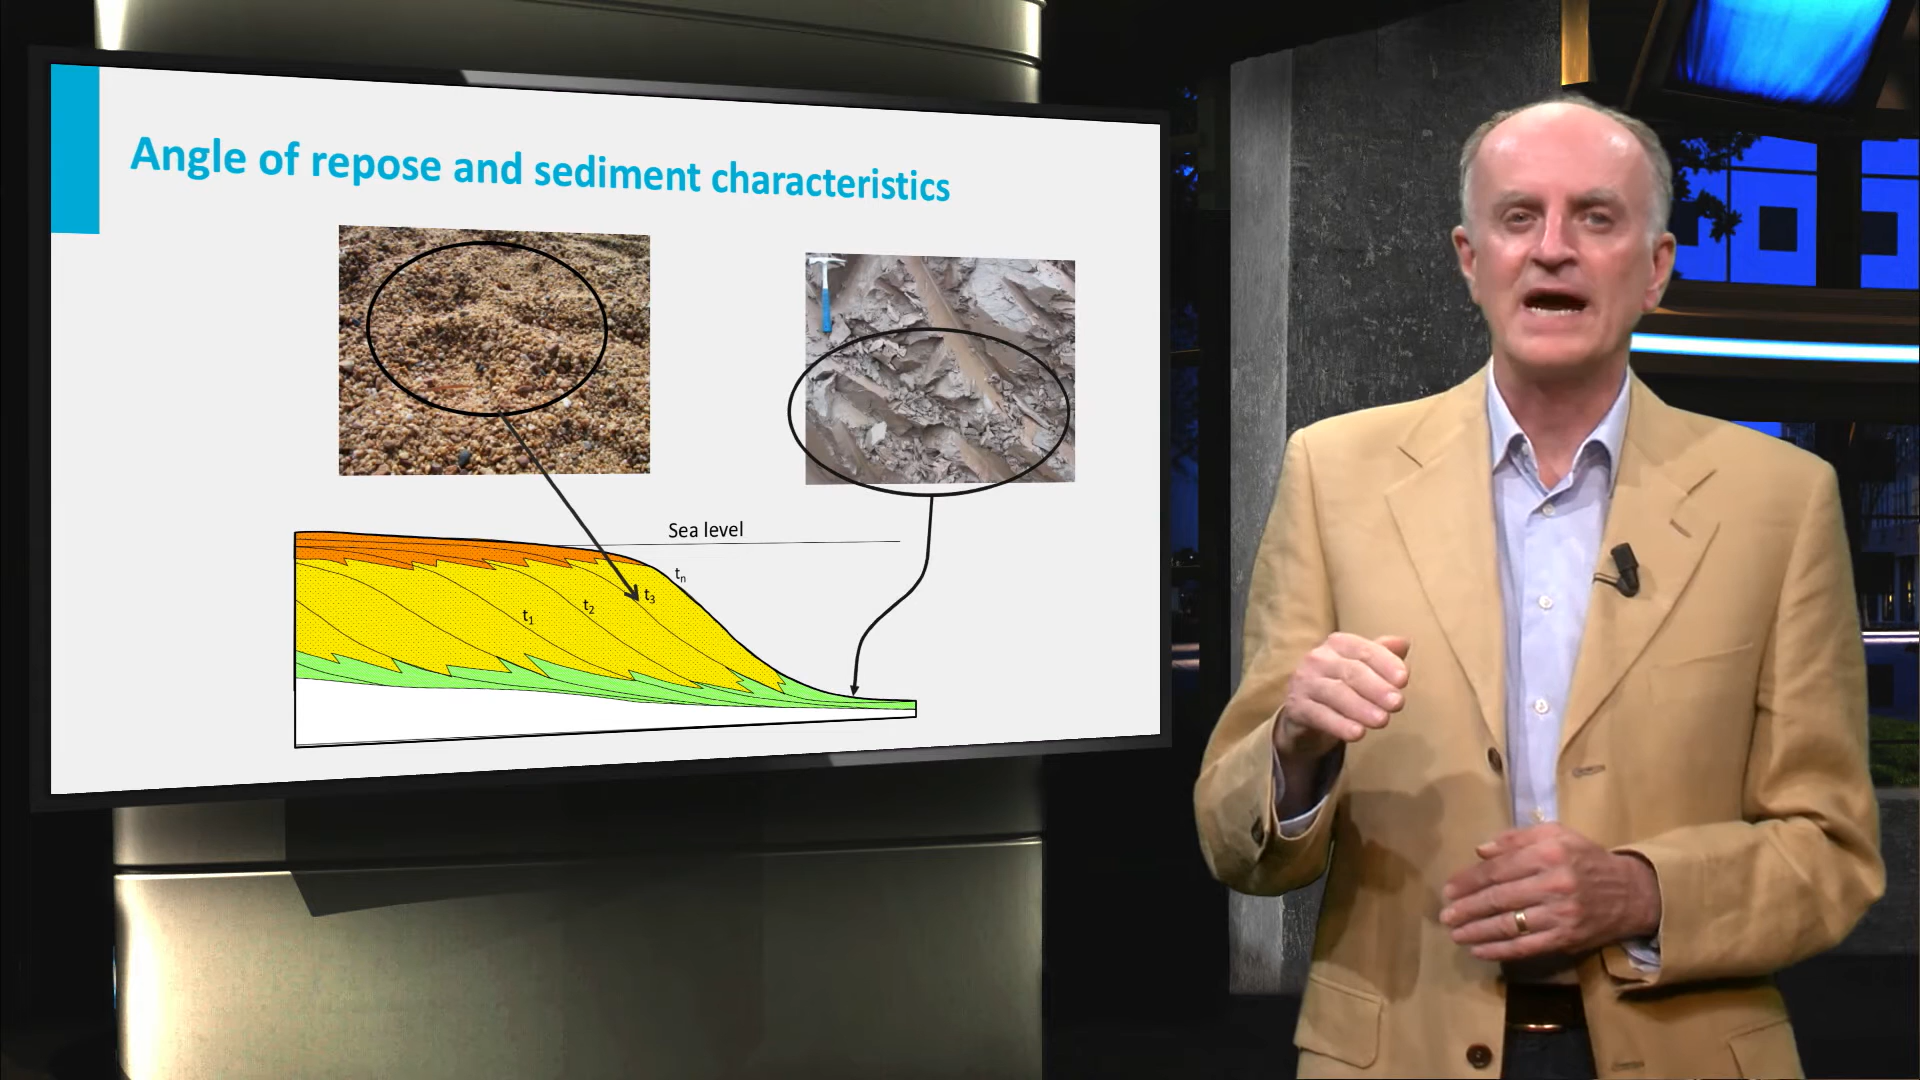 Angle of repose and sediment characteristics
Sea level
tn
t3
t2
t1